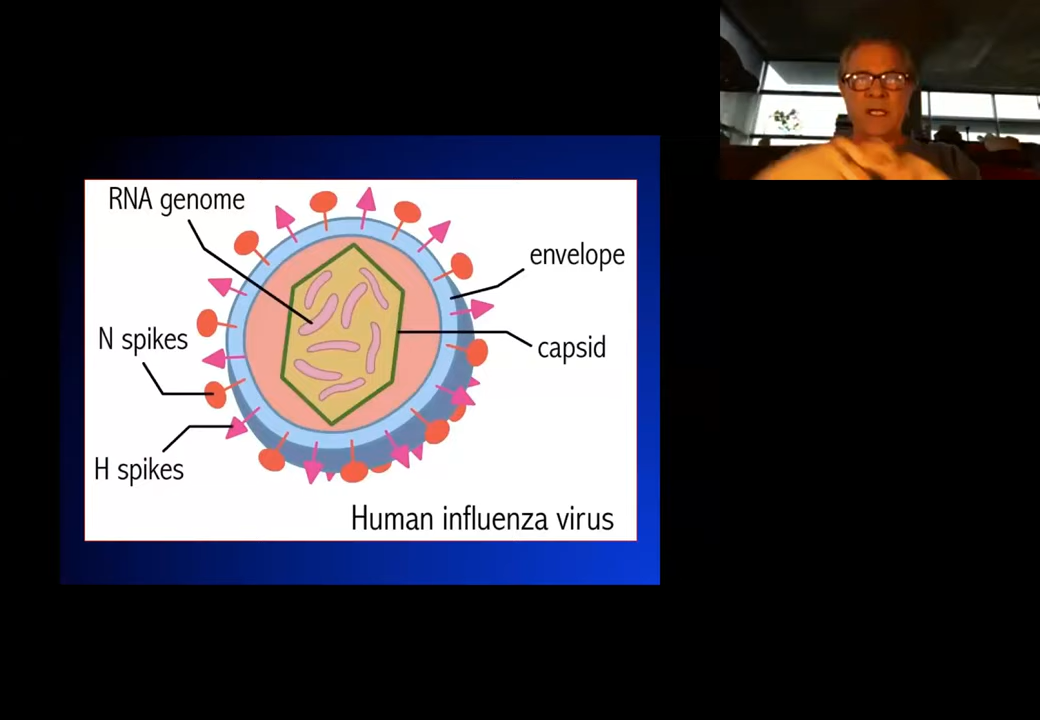 RNA genome
envelope
N spikes
capsid
H spikes
Human influenza virus